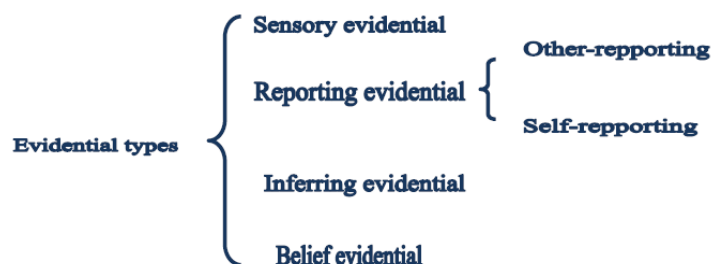 Sensory evidential
Other-repporting
Reporting evidential
Self-repporting
Evidential types
Inferring evidential
Belief evidential